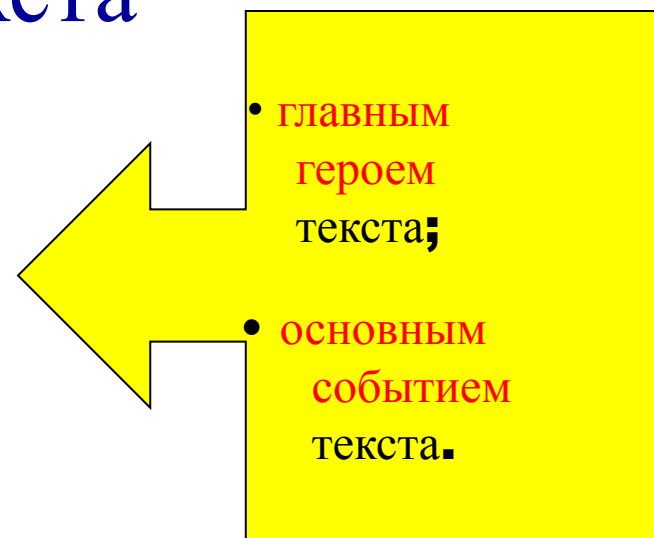 • главным
героем
текста;
• основным
событием
текста.